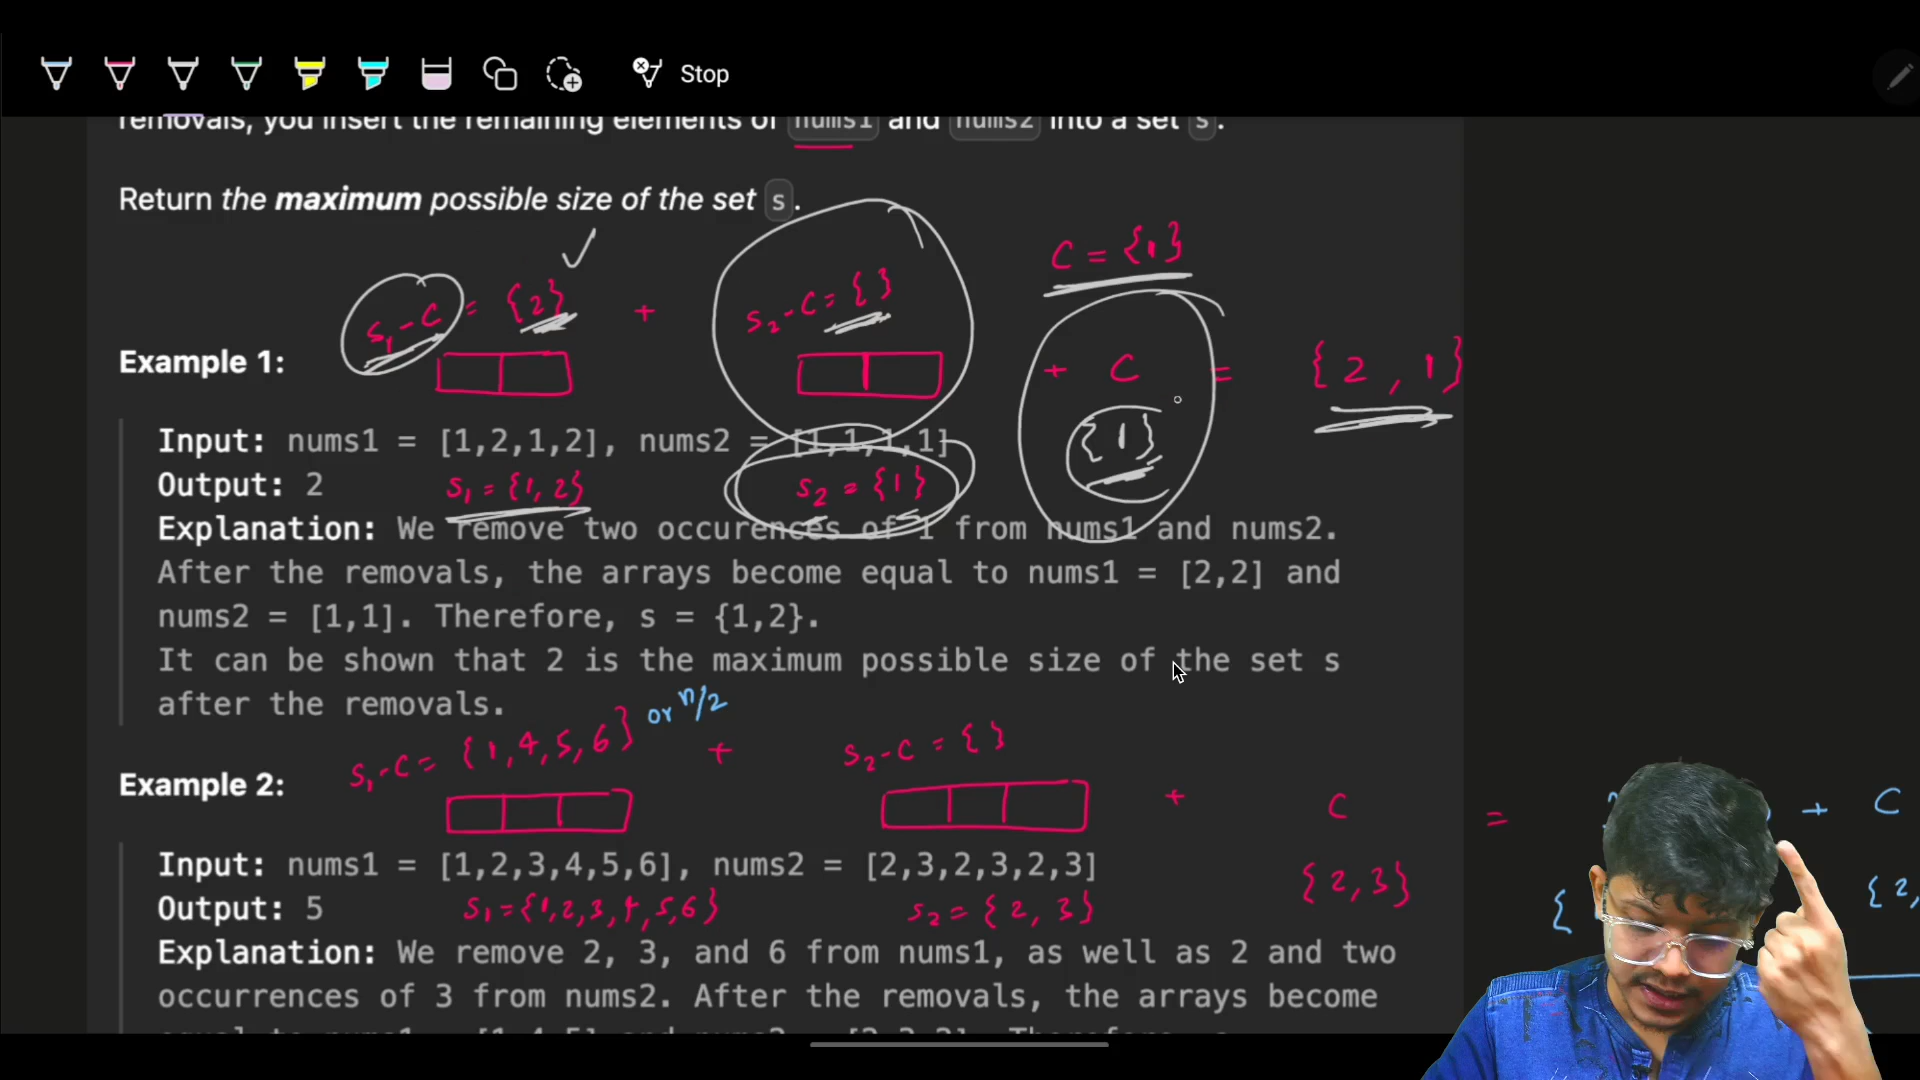 Stop
removals, you insert the remaining elements of nums1 and nums2 into a set s.
Return the maximum possible size of the set s.
C = {1}
S₁-C = {2} + S₂-C = { }
+ C = {2, 1}
Example 1:
{1}
Input: nums1 = [1,2,1,2], nums2 = [1,1,1,1]
Output: 2 S₁ = {1, 2} S₂ = {1}
Explanation: We remove two occurences of 1 from nums1 and nums2.
After the removals, the arrays become equal to nums1 = [2,2] and
nums2 = [1,1]. Therefore, s = {1,2}.
It can be shown that 2 is the maximum possible size of the set s
after the removals.
S₁-C = {1, 4, 5, 6} or n/2 + S₂-C = { }
Example 2:
+ C = + C
{2, 3} { {2,
Input: nums1 = [1,2,3,4,5,6], nums2 = [2,3,2,3,2,3]
Output: 5 S₁={1,2,3,4,5,6} S₂ = {2, 3}
Explanation: We remove 2, 3, and 6 from nums1, as well as 2 and two
occurrences of 3 from nums2. After the removals, the arrays become